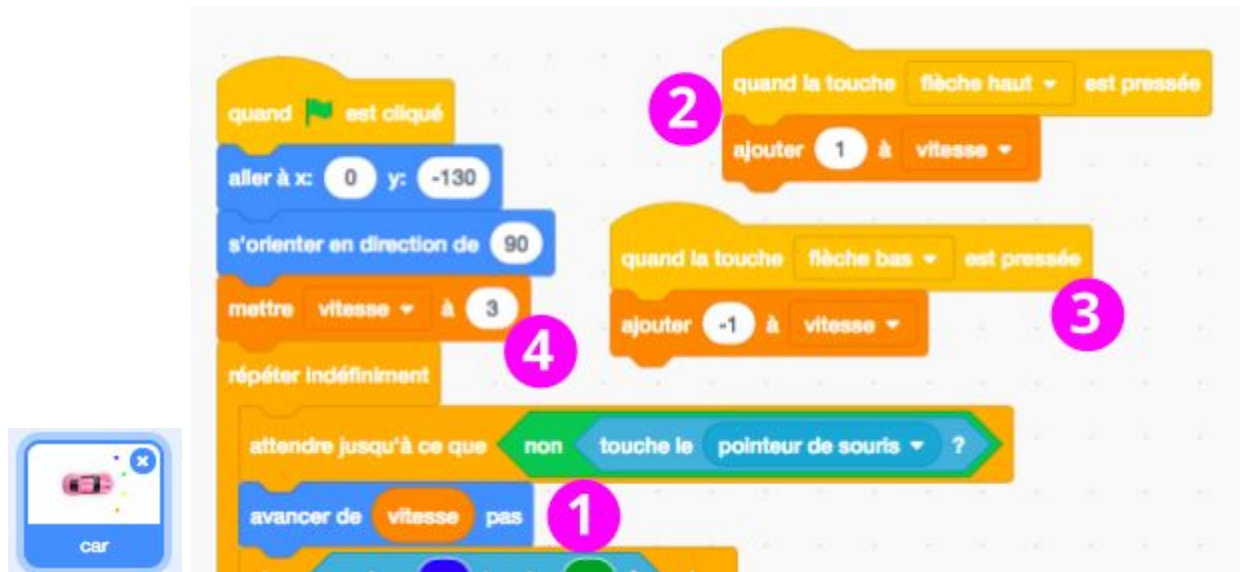 quand est cliqué
aller à x: 0 y: -130
s'orienter en direction de 90
mettre vitesse à 3
4
répéter indéfiniment
attendre jusqu'à ce que non touche le pointeur de souris ?
avancer de vitesse pas
1
2
quand la touche flèche haut est pressée
ajouter 1 à vitesse
quand la touche flèche bas est pressée
ajouter -1 à vitesse
3
car